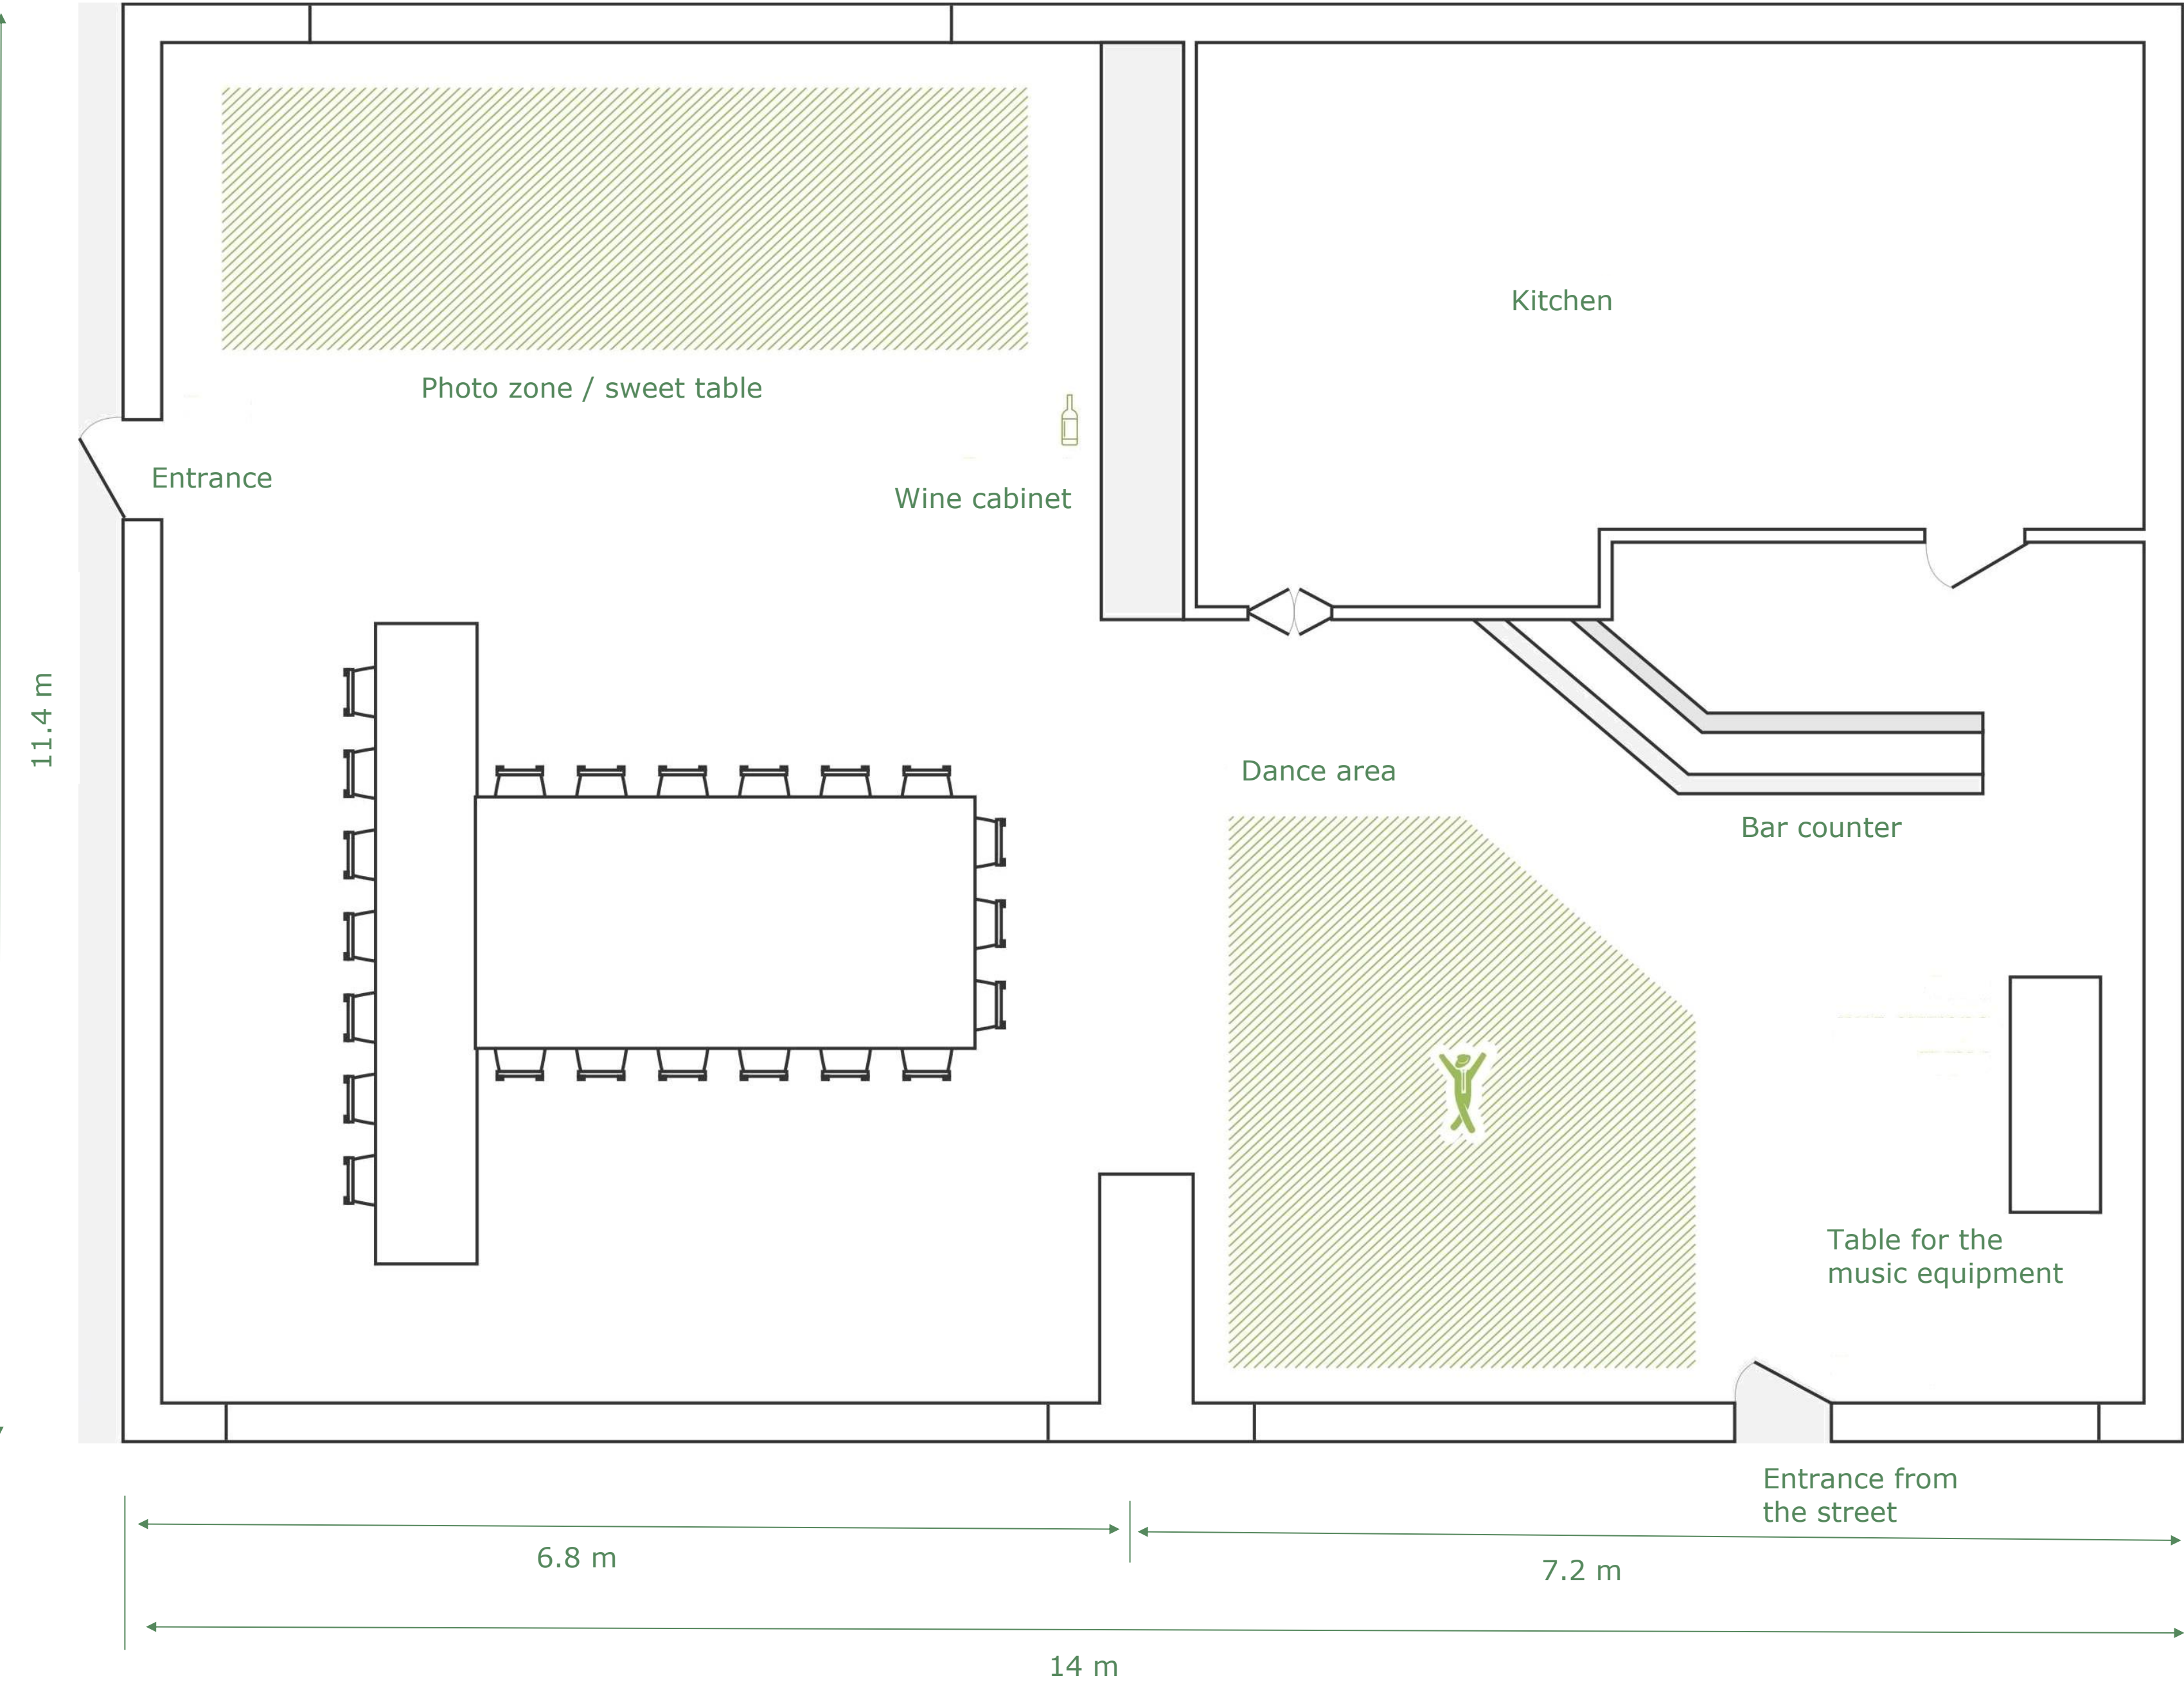 Kitchen
Photo zone / sweet table
Entrance
Wine cabinet
11.4 m
Dance area
Bar counter
Table for the
music equipment
Entrance from
the street
6.8 m
7.2 m
14 m